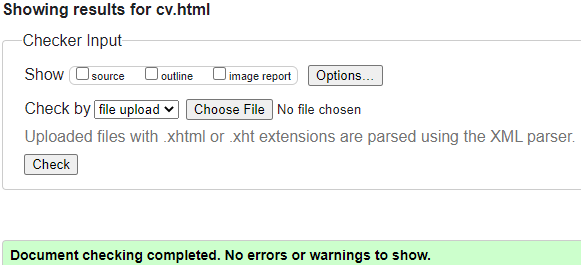 Showing results for cv.html
Checker Input
Show source outline image report Options...
Check by file upload Choose File No file chosen
Uploaded files with .xhtml or .xht extensions are parsed using the XML parser.
Check
Document checking completed. No errors or warnings to show.